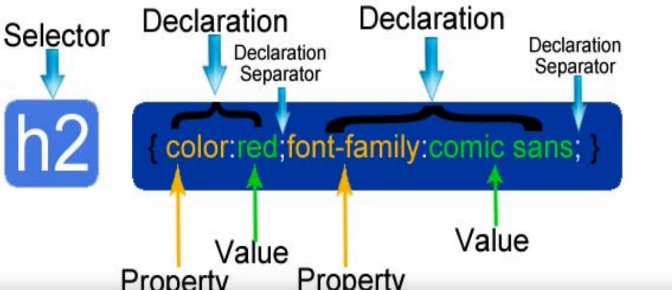 Selector
Declaration
Declaration
Declaration
Separator
Declaration
Separator
h2
{ color:red;font-family:comic sans; }
Value
Value
Property
Property